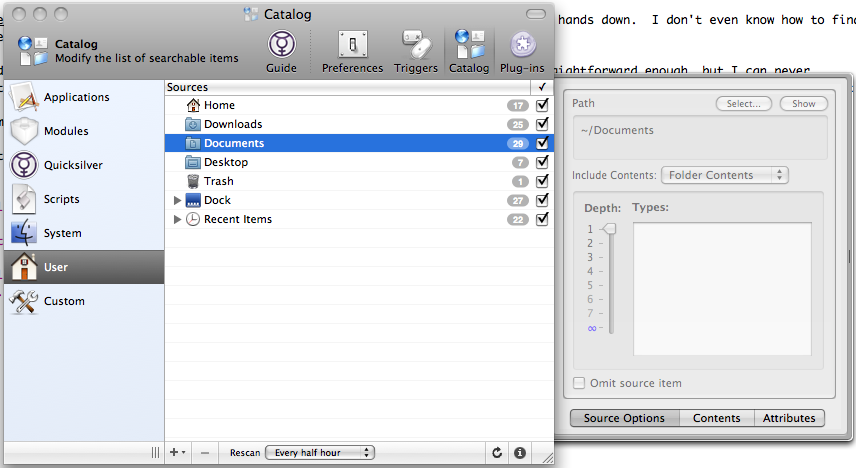 Catalog
hands down.  I don't even know how to find
Catalog
Modify the list of searchable items
Guide
Preferences
Triggers
Catalog
Plug-ins
ightforward enough, but I can never
Applications
Modules
Quicksilver
Scripts
System
User
Custom
Sources ✓
Home 17
Downloads 25
Documents 29
Desktop 7
Trash 1
Dock 27
Recent Items 22
Rescan Every half hour
Path Select... Show
~/Documents
Include Contents: Folder Contents
Depth: Types:
1
2
3
4
5
6
7
∞
Omit source item
Source Options Contents Attributes